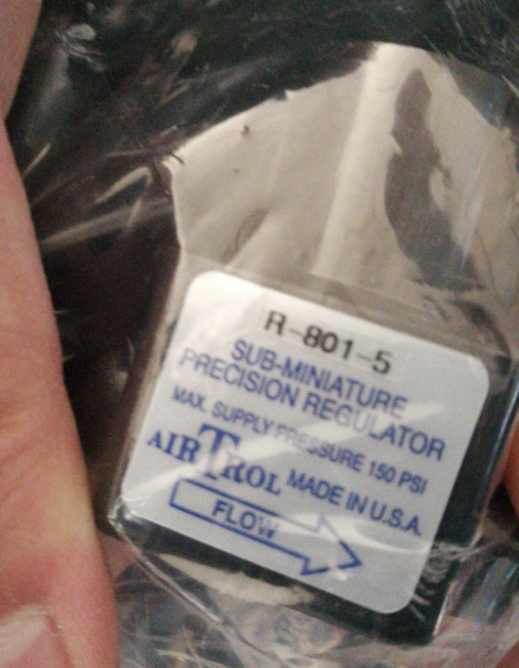 R-801-5
SUB-MINIATURE
PRECISION REGULATOR
MAX. SUPPLY PRESSURE 150 PSI
AIRTROL MADE IN U.S.A.
FLOW